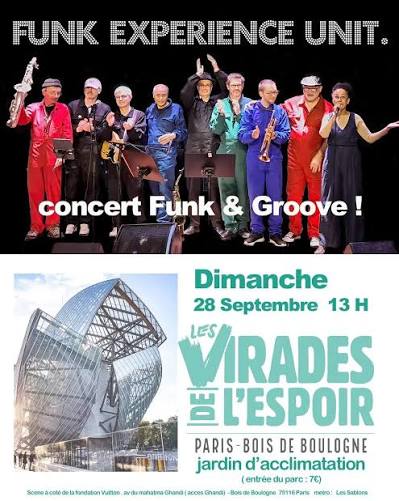 FUNK EXPERIENCE UNIT.
concert Funk & Groove !
Dimanche
28 Septembre 13 H
LES
VIRADES
DE L'ESPOIR
PARIS-BOIS DE BOULOGNE
jardin d'acclimatation
( entrée du parc : 7€)
Scene à coté de la fondation Vuitton , av du mahatma Ghandi ( acces Ghandi) - Bois de Boulogne 75116 Paris metro : Les Sablons